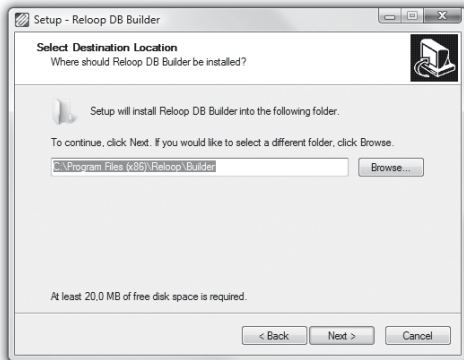 Setup - Reloop DB Builder
Select Destination Location
Where should Reloop DB Builder be installed?
Setup will install Reloop DB Builder into the following folder.
To continue, click Next. If you would like to select a different folder, click Browse.
C:\Program Files (x86)\Reloop\Builder
Browse...
At least 20,0 MB of free disk space is required.
< Back
Next >
Cancel